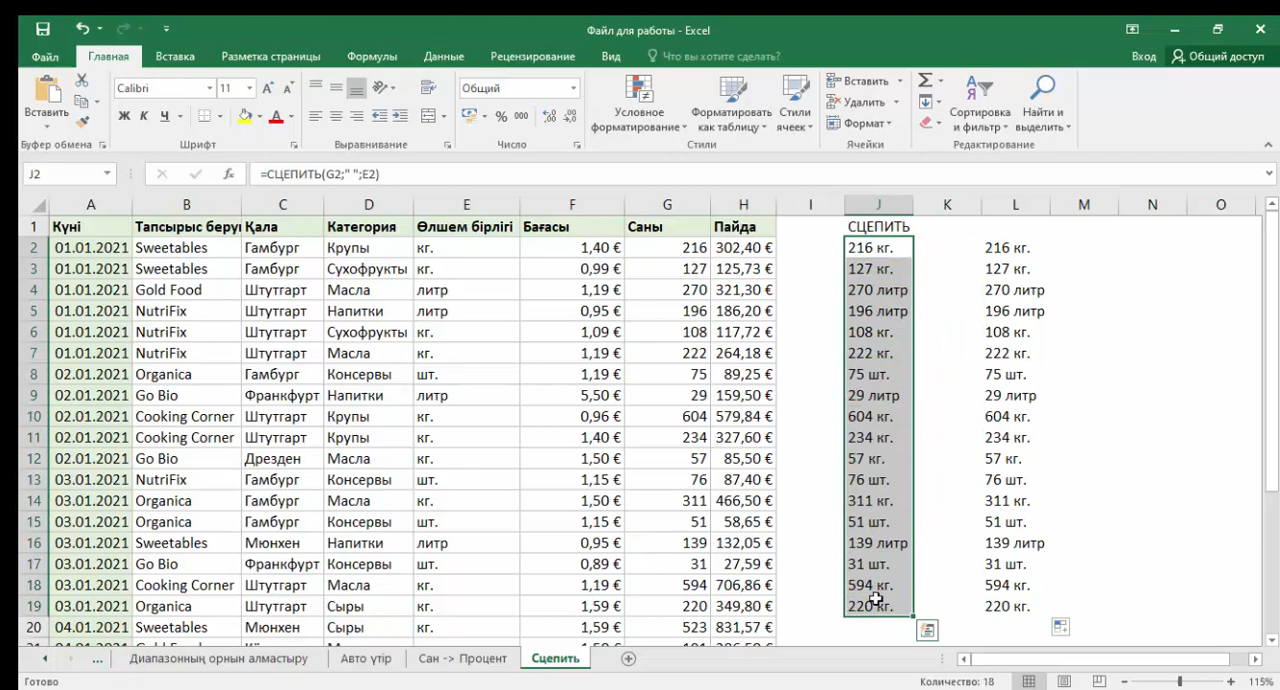 Файл для работы - Excel
Файл Главная Вставка Разметка страницы Формулы Данные Рецензирование Вид Что вы хотите сделать? Вход Общий доступ
Вставить Calibri 11 Общий Условное форматирование Форматировать как таблицу Стили ячеек Вставить Удалить Формат Сортировка и фильтр Найти и выделить
Ж К Ч % 000
Буфер обмена Шрифт Выравнивание Число Стили Ячейки Редактирование
J2 =СЦЕПИТЬ(G2;" ";E2)
A B C D E F G H I J K L M N O
1 Күні Тапсырыс беру Қала Категория Өлшем бірлігі Бағасы Саны Пайда СЦЕПИТЬ
2 01.01.2021 Sweetables Гамбург Крупы кг. 1,40 € 216 302,40 € 216 кг. 216 кг.
3 01.01.2021 Sweetables Гамбург Сухофрукты кг. 0,99 € 127 125,73 € 127 кг. 127 кг.
4 01.01.2021 Gold Food Штутгарт Масла литр 1,19 € 270 321,30 € 270 литр 270 литр
5 01.01.2021 NutriFix Штутгарт Напитки литр 0,95 € 196 186,20 € 196 литр 196 литр
6 01.01.2021 NutriFix Штутгарт Сухофрукты кг. 1,09 € 108 117,72 € 108 кг. 108 кг.
7 01.01.2021 NutriFix Штутгарт Масла кг. 1,19 € 222 264,18 € 222 кг. 222 кг.
8 02.01.2021 Organica Гамбург Консервы шт. 1,19 € 75 89,25 € 75 шт. 75 шт.
9 02.01.2021 Go Bio Франкфурт Напитки литр 5,50 € 29 159,50 € 29 литр 29 литр
10 02.01.2021 Cooking Corner Штутгарт Крупы кг. 0,96 € 604 579,84 € 604 кг. 604 кг.
11 02.01.2021 Cooking Corner Штутгарт Крупы кг. 1,40 € 234 327,60 € 234 кг. 234 кг.
12 02.01.2021 Go Bio Дрезден Масла кг. 1,50 € 57 85,50 € 57 кг. 57 кг.
13 03.01.2021 NutriFix Гамбург Консервы шт. 1,15 € 76 87,40 € 76 шт. 76 шт.
14 03.01.2021 Organica Гамбург Масла кг. 1,50 € 311 466,50 € 311 кг. 311 кг.
15 03.01.2021 Organica Гамбург Консервы шт. 1,15 € 51 58,65 € 51 шт. 51 шт.
16 03.01.2021 Sweetables Мюнхен Напитки литр 0,95 € 139 132,05 € 139 литр 139 литр
17 03.01.2021 Go Bio Франкфурт Консервы шт. 0,89 € 31 27,59 € 31 шт. 31 шт.
18 03.01.2021 Cooking Corner Штутгарт Масла кг. 1,19 € 594 706,86 € 594 кг. 594 кг.
19 03.01.2021 Organica Штутгарт Сыры кг. 1,59 € 220 349,80 € 220 кг. 220 кг.
20 04.01.2021 Sweetables Мюнхен Сыры кг. 1,59 € 523 831,57 €
... Диапазонның орнын алмастыру Авто үтір Сан -> Процент Сцепить
Готово Количество: 18 115%